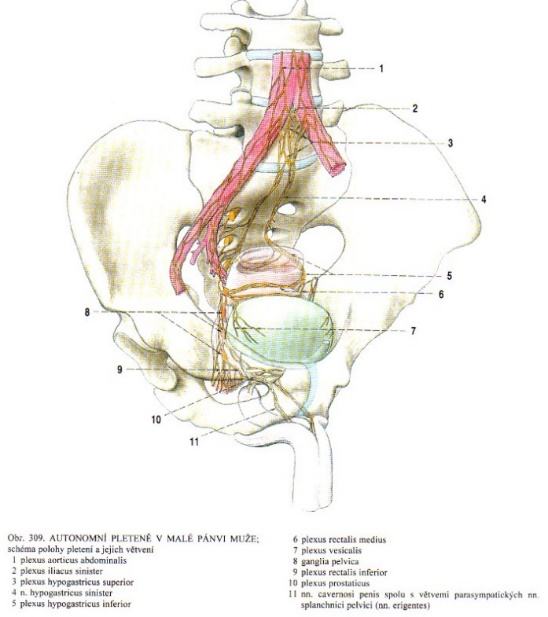 1
2
3
4
5
6
7
8
9
10
11
Obr. 309. AUTONOMNÍ PLETENĚ V MALÉ PÁNVI MUŽE;
schéma polohy pletení a jejich větvení
1 plexus aorticus abdominalis
2 plexus iliacus sinister
3 plexus hypogastricus superior
4 n. hypogastricus sinister
5 plexus hypogastricus inferior
6 plexus rectalis medius
7 plexus vesicalis
8 ganglia pelvica
9 plexus rectalis inferior
10 plexus prostaticus
11 nn. cavernosi penis spolu s větvemi parasympatických nn.
splanchnici pelvici (nn. erigentes)